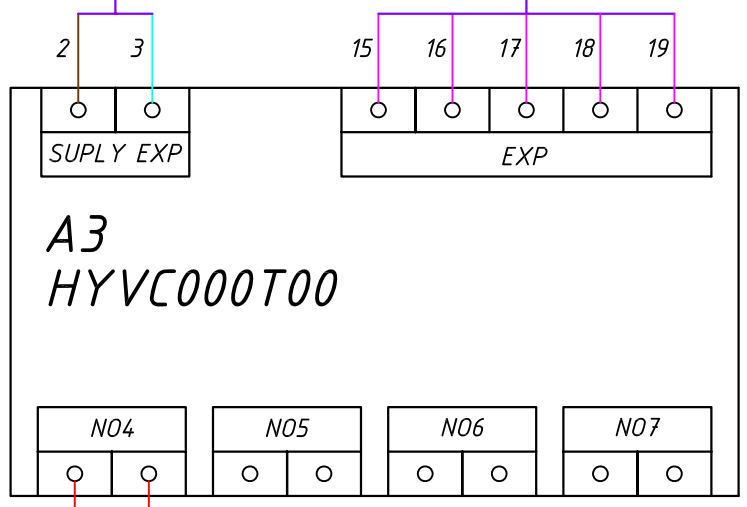 2 3 15 16 17 18 19
SUPLY EXP EXP
A3
HYVC000T00
NO4 NO5 NO6 NO7